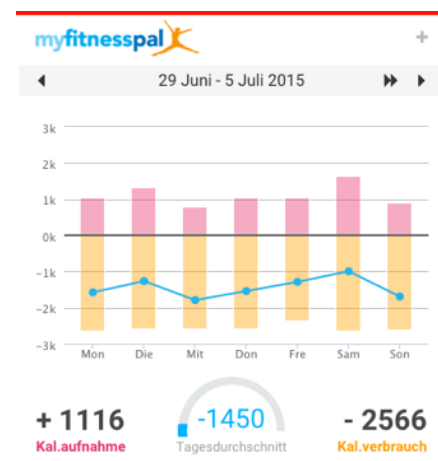 myfitnesspal
29 Juni - 5 Juli 2015
3k
2k
1k
0k
-1k
-2k
-3k
Mon Die Mit Don Fre Sam Son
+ 1116 -1450 - 2566
Kal.aufnahme Tagesdurchschnitt Kal.verbrauch